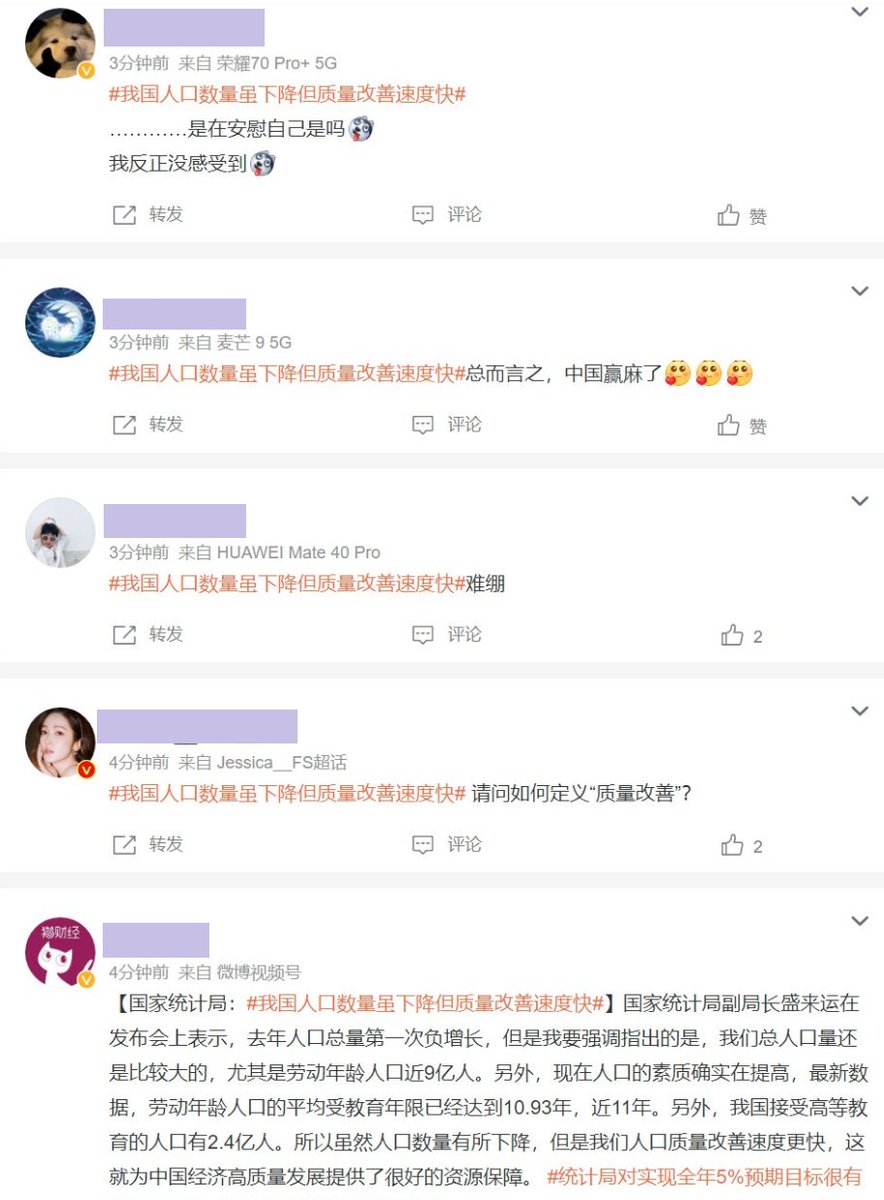 3分钟前 来自 荣耀70 Pro+ 5G
#我国人口数量虽下降但质量改善速度快#
…………是在安慰自己是吗
我反正没感受到
转发 评论 赞
3分钟前 来自 麦芒 9 5G
#我国人口数量虽下降但质量改善速度快#总而言之，中国赢麻了
转发 评论 赞
3分钟前 来自 HUAWEI Mate 40 Pro
#我国人口数量虽下降但质量改善速度快#难绷
转发 评论 2
4分钟前 来自 Jessica__FS超话
#我国人口数量虽下降但质量改善速度快# 请问如何定义“质量改善”？
转发 评论 2
猫财经
4分钟前 来自 微博视频号
【国家统计局：#我国人口数量虽下降但质量改善速度快#】国家统计局副局长盛来运在
发布会上表示，去年人口总量第一次负增长，但是我要强调指出的是，我们总人口量还
是比较大的，尤其是劳动年龄人口近9亿人。另外，现在人口的素质确实在提高，最新数
据，劳动年龄人口的平均受教育年限已经达到10.93年，近11年。另外，我国接受高等教
育的人口有2.4亿人。所以虽然人口数量有所下降，但是我们人口质量改善速度更快，这
就为中国经济高质量发展提供了很好的资源保障。 #统计局对实现全年5%预期目标很有